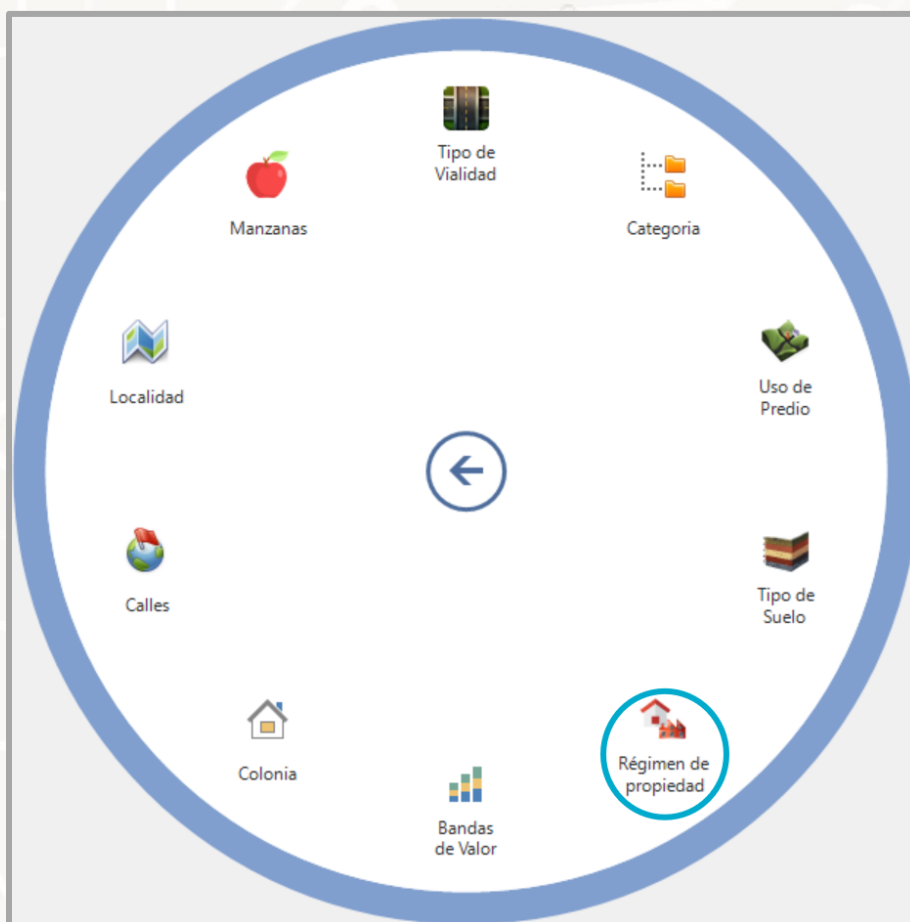 Tipo de
Vialidad
Manzanas
Categoria
Localidad
Uso de
Predio
Calles
Tipo de
Suelo
Colonia
Régimen de
propiedad
Bandas
de Valor